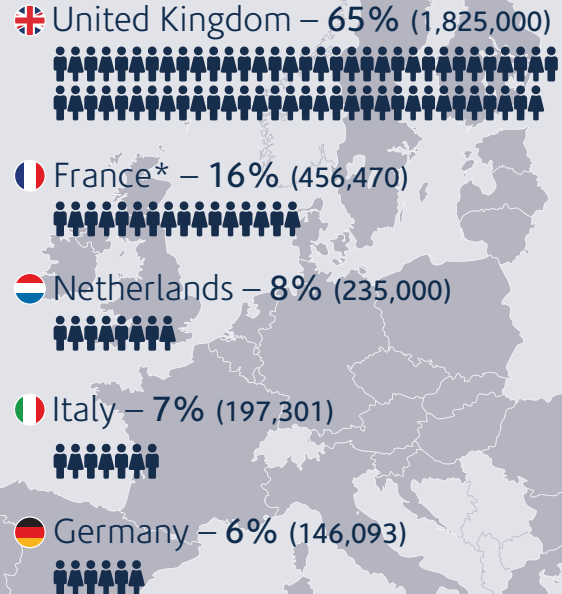 United Kingdom – 65% (1,825,000)
France* – 16% (456,470)
Netherlands – 8% (235,000)
Italy – 7% (197,301)
Germany – 6% (146,093)